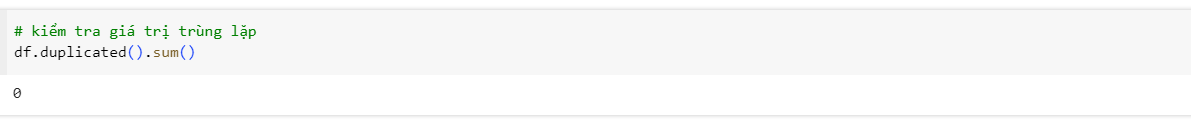 # kiểm tra giá trị trùng lặp
df.duplicated().sum()
0